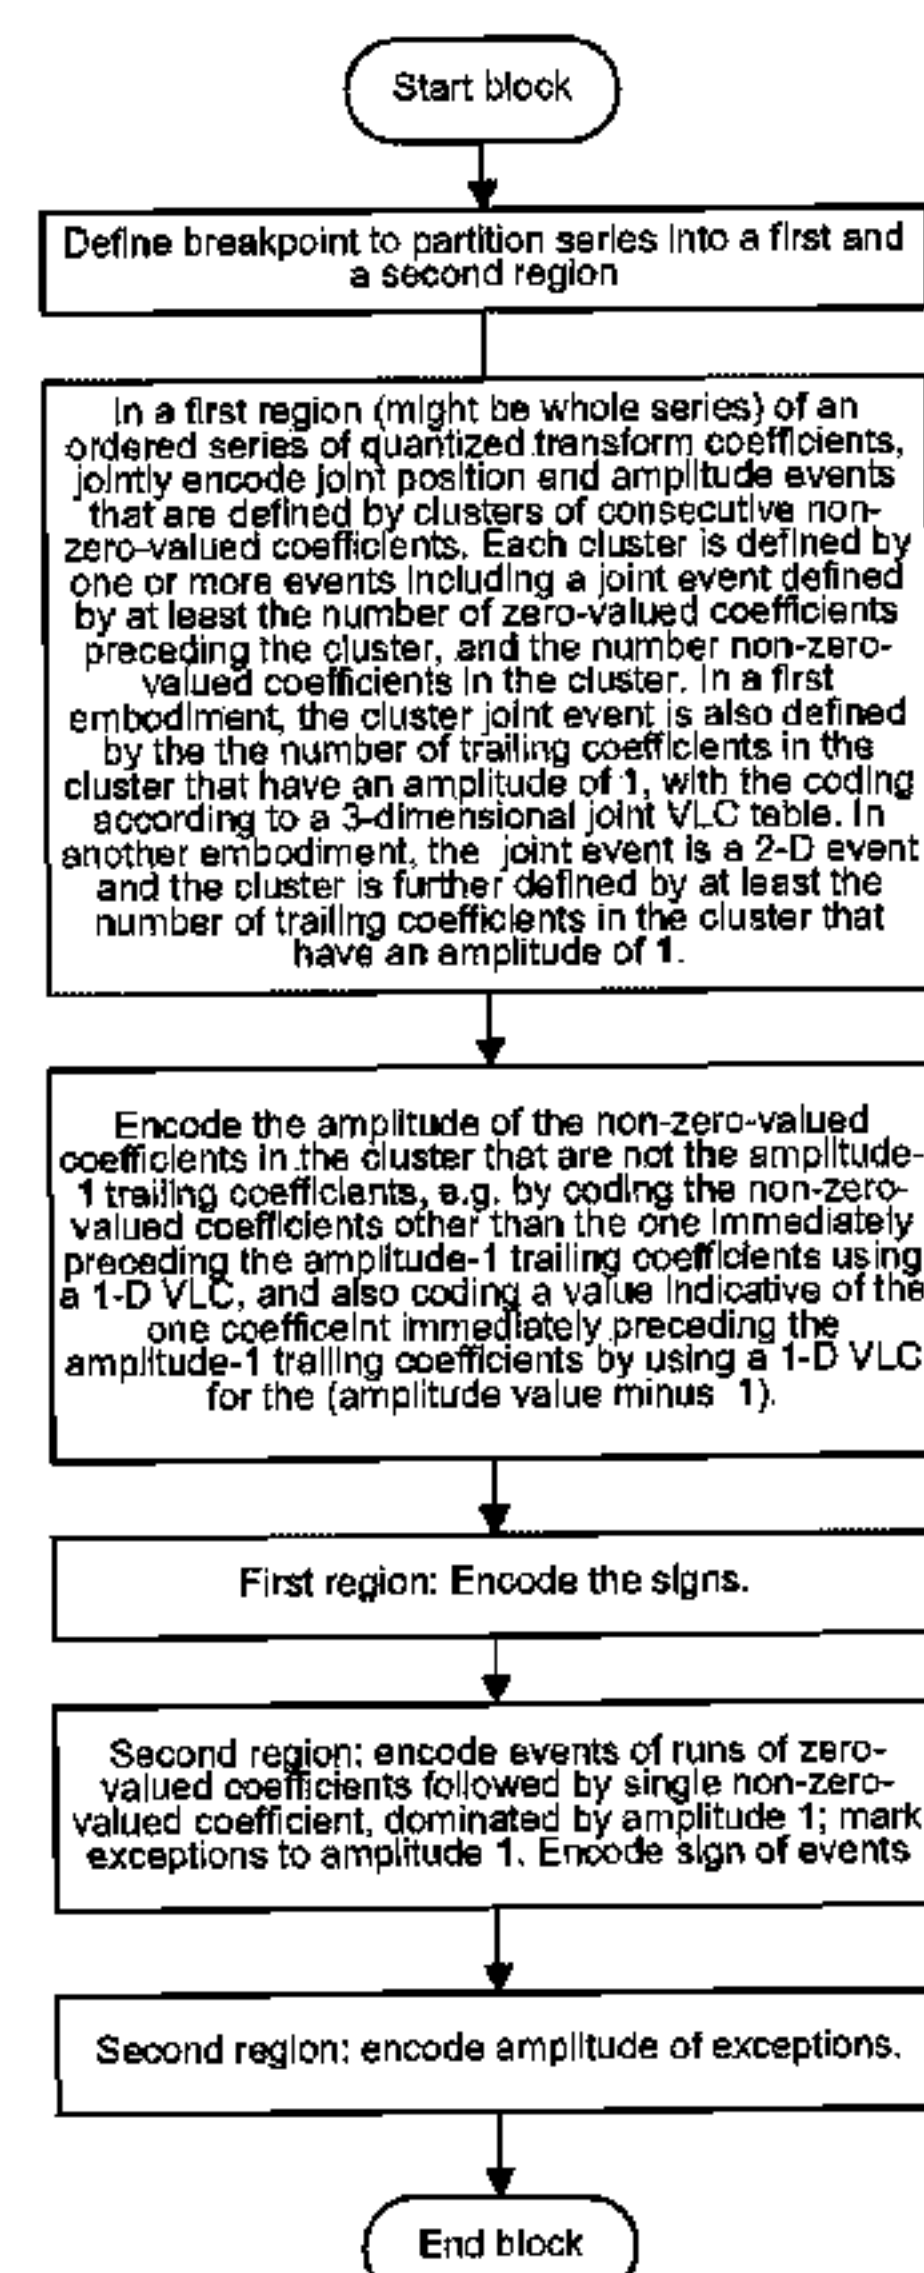 Start block
Define breakpoint to partition series into a first and
a second region
In a first region (might be whole series) of an
ordered series of quantized transform coefficients,
jointly encode joint position and amplitude events
that are defined by clusters of consecutive non-
zero-valued coefficients. Each cluster is defined by
one or more events including a joint event defined
by at least the number of zero-valued coefficients
preceding the cluster, and the number non-zero-
valued coefficients in the cluster. In a first
embodiment, the cluster joint event is also defined
by the the number of trailing coefficients in the
cluster that have an amplitude of 1, with the coding
according to a 3-dimensional joint VLC table. In
another embodiment, the joint event is a 2-D event
and the cluster is further defined by at least the
number of trailing coefficients in the cluster that
have an amplitude of 1.
Encode the amplitude of the non-zero-valued
coefficients in the cluster that are not the amplitude-
1 trailing coefficients, e.g. by coding the non-zero-
valued coefficients other than the one immediately
preceding the amplitude-1 trailing coefficients using
a 1-D VLC, and also coding a value indicative of the
one coefficeint immediately preceding the
amplitude-1 trailing coefficients by using a 1-D VLC
for the (amplitude value minus 1).
First region: Encode the signs.
Second region: encode events of runs of zero-
valued coefficients followed by single non-zero-
valued coefficient, dominated by amplitude 1; mark
exceptions to amplitude 1. Encode sign of events
Second region: encode amplitude of exceptions.
End block